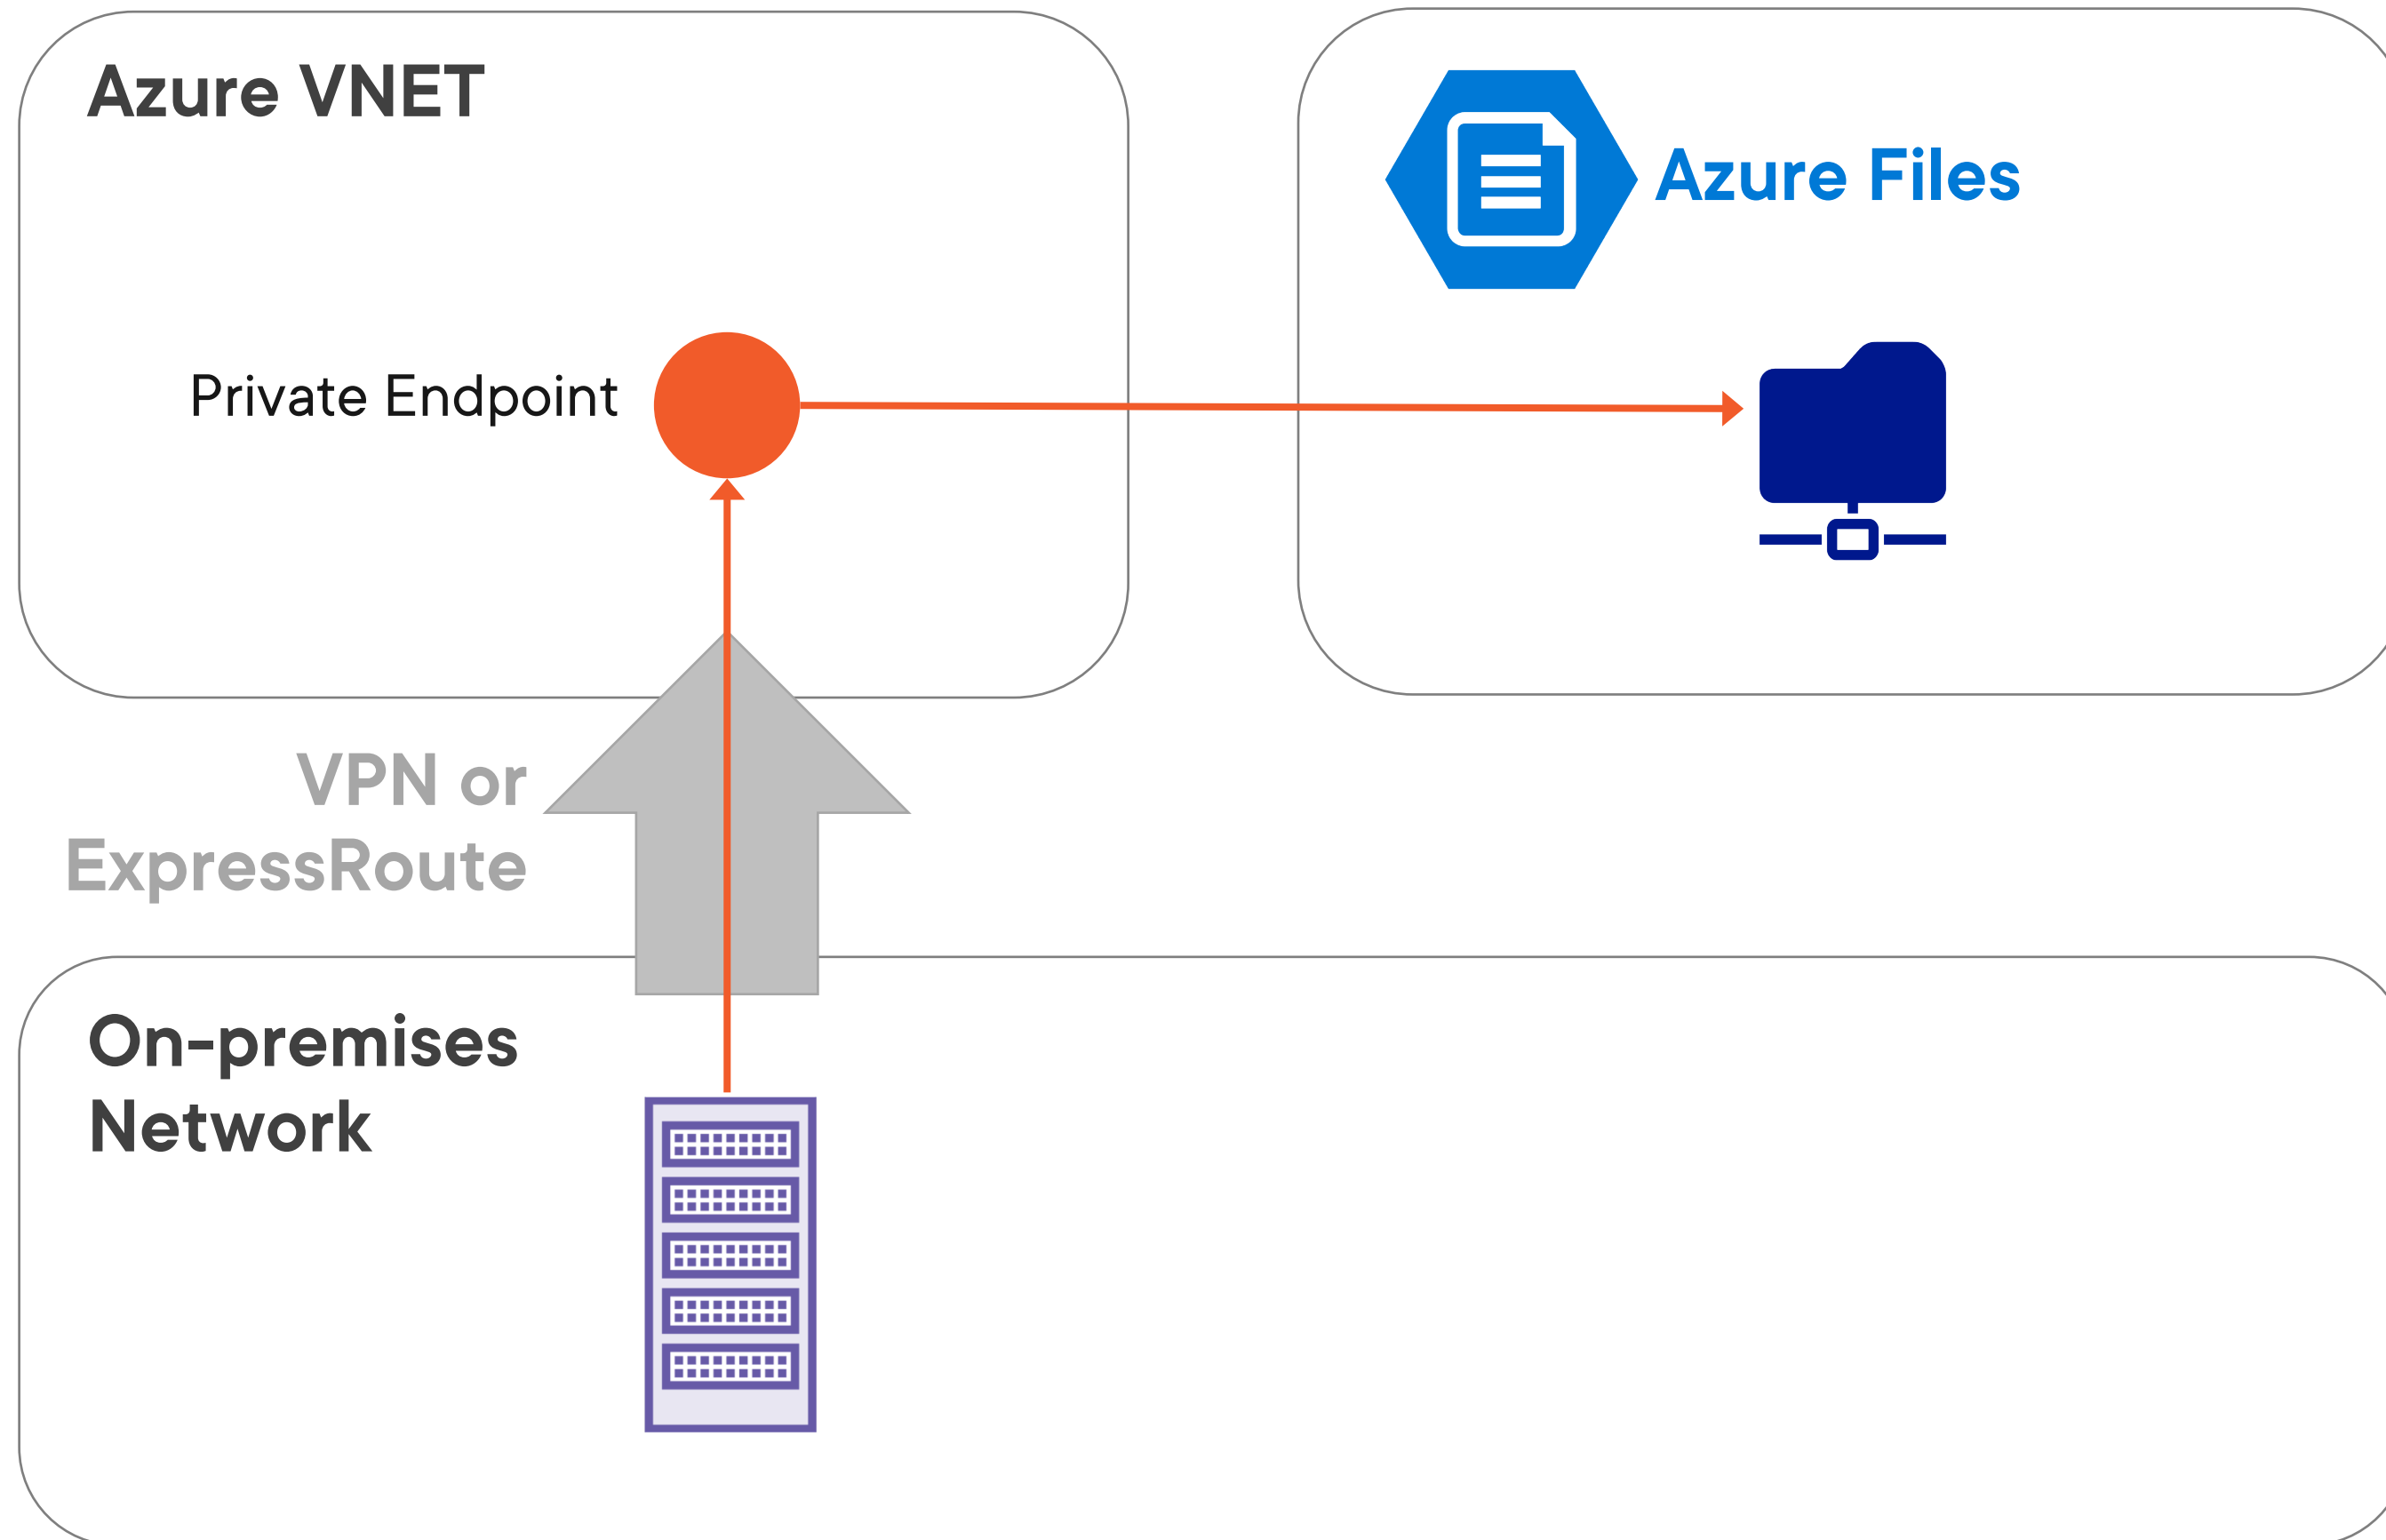 Azure VNET
Azure Files
Private Endpoint
VPN or
ExpressRoute
On-premises
Network